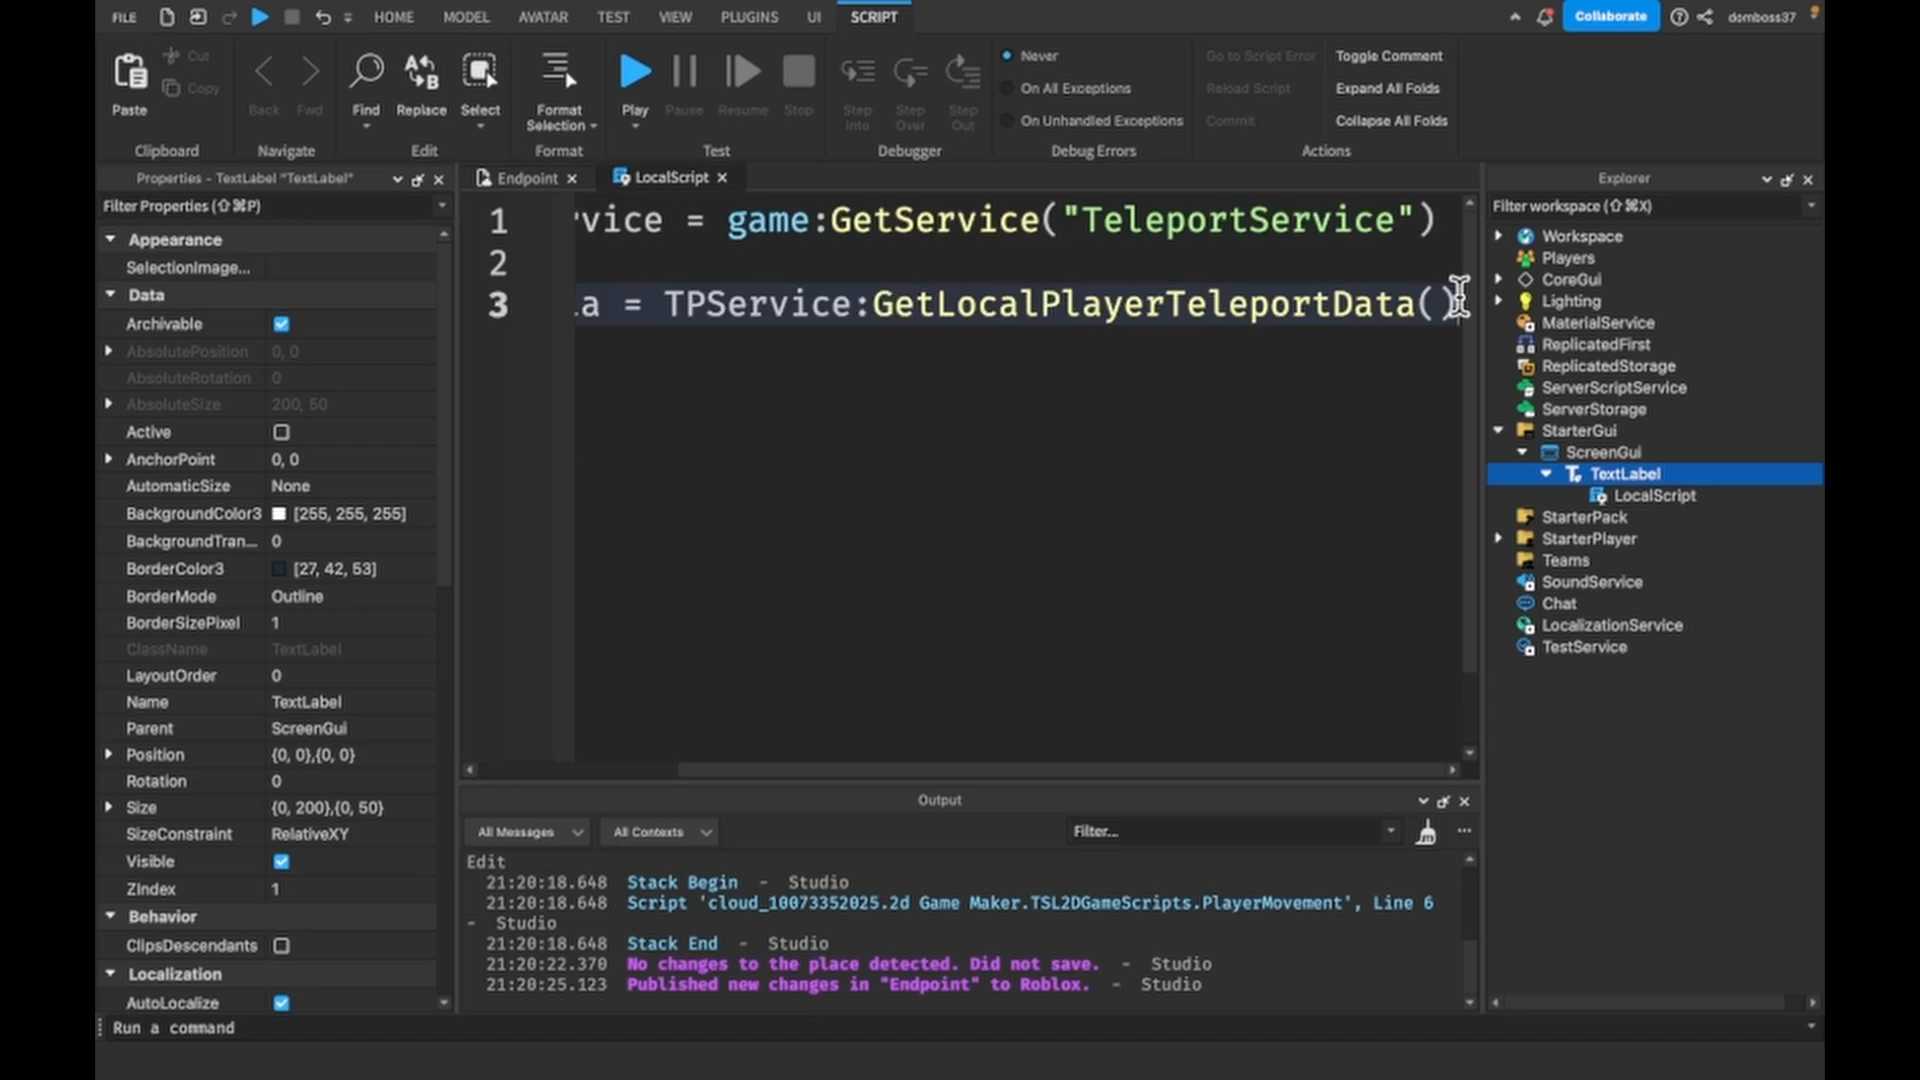 FILE HOME MODEL AVATAR TEST VIEW PLUGINS UI SCRIPT Collaborate domboss37
Paste Cut Copy Back Fwd Find Replace Select Format Selection Play Pause Resume Stop Step Into Step Over Step Out
Never
On All Exceptions
On Unhandled Exceptions
Go to Script Error
Reload Script
Commit
Toggle Comment
Expand All Folds
Collapse All Folds
Clipboard Navigate Edit Format Test Debugger Debug Errors Actions
Properties - TextLabel "TextLabel"
Filter Properties (⇧⌘P)
Appearance
SelectionImage...
Data
Archivable
AbsolutePosition 0, 0
AbsoluteRotation 0
AbsoluteSize 200, 50
Active
AnchorPoint 0, 0
AutomaticSize None
BackgroundColor3 [255, 255, 255]
BackgroundTran... 0
BorderColor3 [27, 42, 53]
BorderMode Outline
BorderSizePixel 1
ClassName TextLabel
LayoutOrder 0
Name TextLabel
Parent ScreenGui
Position {0, 0},{0, 0}
Rotation 0
Size {0, 200},{0, 50}
SizeConstraint RelativeXY
Visible
ZIndex 1
Behavior
ClipsDescendants
Localization
AutoLocalize
Endpoint LocalScript
1 rvice = game:GetService("TeleportService")
2
3 a = TPService:GetLocalPlayerTeleportData()
Output
All Messages All Contexts Filter...
Edit
21:20:18.648 Stack Begin - Studio
21:20:18.648 Script 'cloud_10073352025.2d Game Maker.TSL2DGameScripts.PlayerMovement', Line 6
- Studio
21:20:18.648 Stack End - Studio
21:20:22.370 No changes to the place detected. Did not save. - Studio
21:20:25.123 Published new changes in "Endpoint" to Roblox. - Studio
Explorer
Filter workspace (⇧⌘X)
Workspace
Players
CoreGui
Lighting
MaterialService
ReplicatedFirst
ReplicatedStorage
ServerScriptService
ServerStorage
StarterGui
ScreenGui
TextLabel
LocalScript
StarterPack
StarterPlayer
Teams
SoundService
Chat
LocalizationService
TestService
Run a command